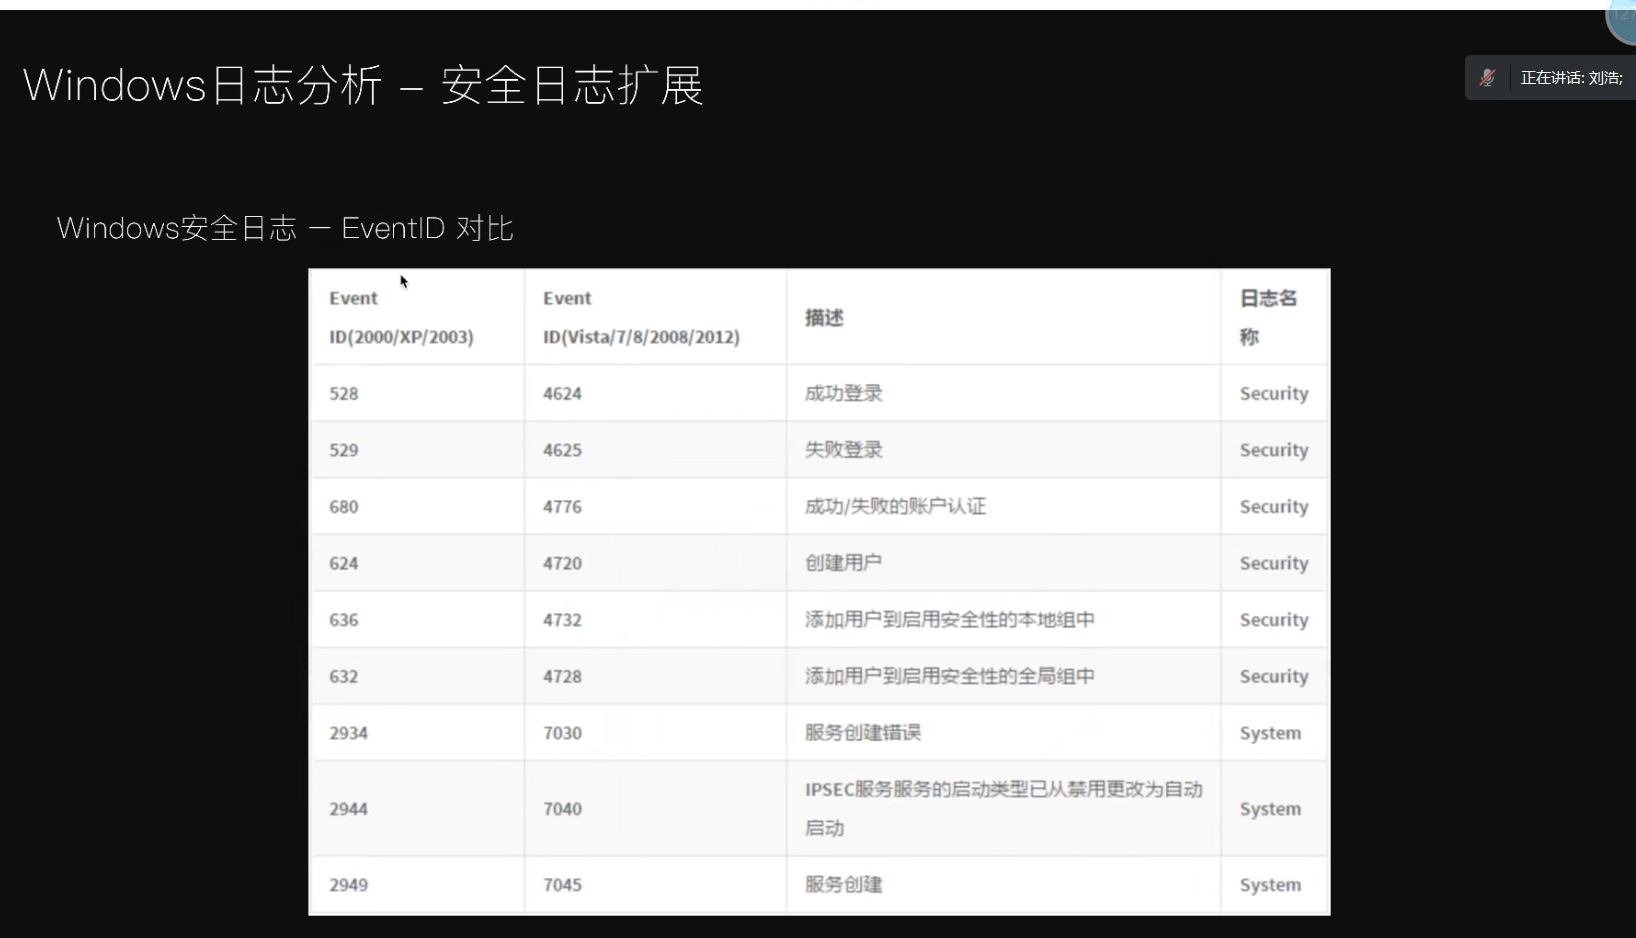 Windows日志分析 – 安全日志扩展
正在讲话: 刘浩;
Windows安全日志 — EventID 对比
Event ID(2000/XP/2003) Event ID(Vista/7/8/2008/2012) 描述 日志名称
528 4624 成功登录 Security
529 4625 失败登录 Security
680 4776 成功/失败的账户认证 Security
624 4720 创建用户 Security
636 4732 添加用户到启用安全性的本地组中 Security
632 4728 添加用户到启用安全性的全局组中 Security
2934 7030 服务创建错误 System
2944 7040 IPSEC服务服务的启动类型已从禁用更改为自动启动 System
2949 7045 服务创建 System